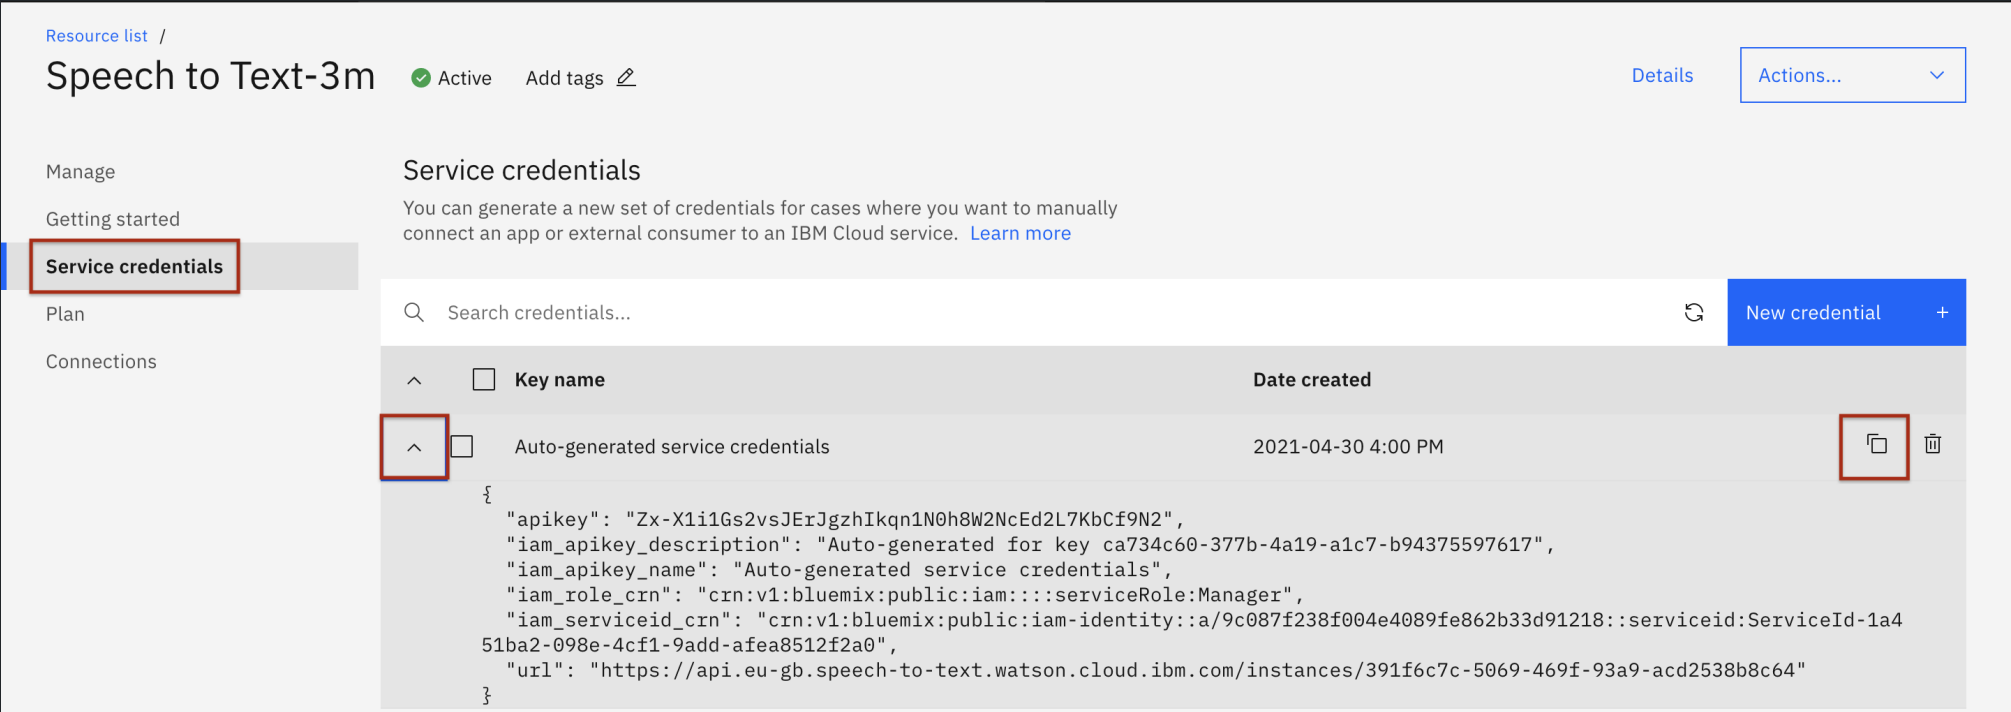 Resource list /
Speech to Text-3m
Active
Add tags
Details
Actions...
Manage
Getting started
Service credentials
Plan
Connections
Service credentials
You can generate a new set of credentials for cases where you want to manually
connect an app or external consumer to an IBM Cloud service. Learn more
Search credentials...
New credential +
Key name
Date created
Auto-generated service credentials
2021-04-30 4:00 PM
{
"apikey": "Zx-X1i1Gs2vsJErJgzhIkqn1N0h8W2NcEd2L7KbCf9N2",
"iam_apikey_description": "Auto-generated for key ca734c60-377b-4a19-a1c7-b94375597617",
"iam_apikey_name": "Auto-generated service credentials",
"iam_role_crn": "crn:v1:bluemix:public:iam::::serviceRole:Manager",
"iam_serviceid_crn": "crn:v1:bluemix:public:iam-identity::a/9c087f238f004e4089fe862b33d91218::serviceid:ServiceId-1a4
51ba2-098e-4cf1-9add-afea8512f2a0",
"url": "https://api.eu-gb.speech-to-text.watson.cloud.ibm.com/instances/391f6c7c-5069-469f-93a9-acd2538b8c64"
}